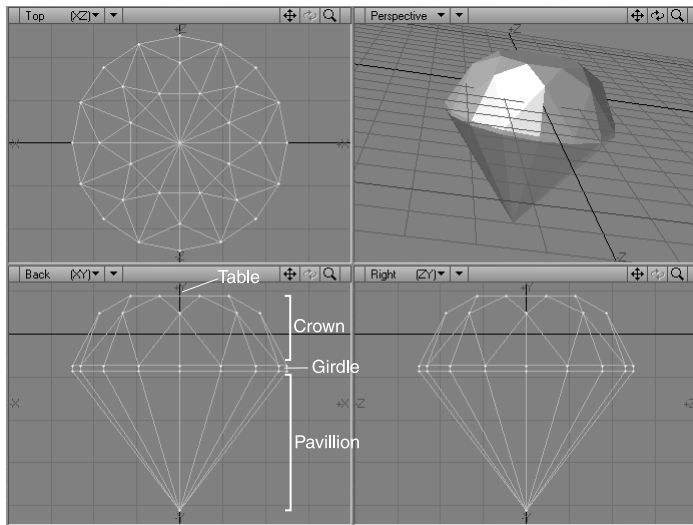 Top (XZ)
Perspective
+Z
+Z
-X
+X
-Z
-Z
Back (XY)
Table
Right (ZY)
+Y
+Y
Crown
Girdle
-X
+X
-Z
+Z
Pavillion
-Y
-Y